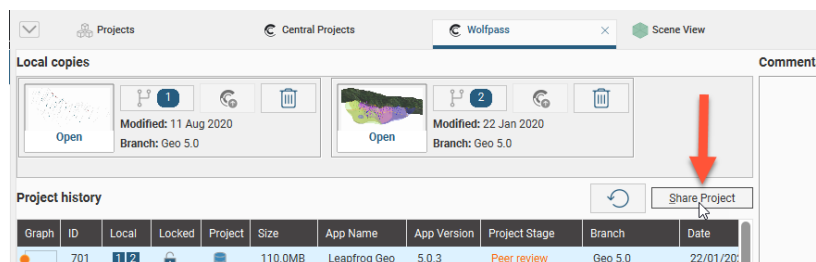 Projects
Central Projects
Wolfpass
Scene View
Local copies
Comment
1
Modified: 11 Aug 2020
Branch: Geo 5.0
Open
2
Modified: 22 Jan 2020
Branch: Geo 5.0
Open
Project history
Share Project
Graph ID Local Locked Project Size App Name App Version Project Stage Branch Date
701 1 2 110.0MB Leapfrog Geo 5.0.3 Peer review Geo 5.0 22/01/20